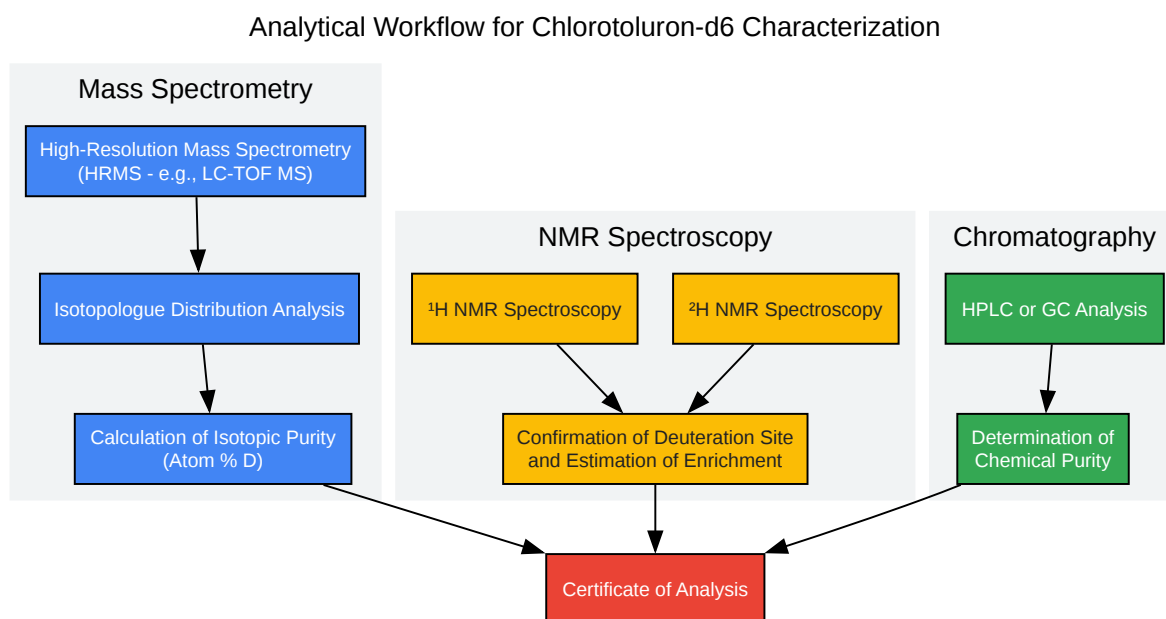 Analytical Workflow for Chlorotoluron-d6 Characterization
Mass Spectrometry
High-Resolution Mass Spectrometry
(HRMS - e.g., LC-TOF MS)
Isotopologue Distribution Analysis
Calculation of Isotopic Purity
(Atom % D)
NMR Spectroscopy
¹H NMR Spectroscopy
²H NMR Spectroscopy
Confirmation of Deuteration Site
and Estimation of Enrichment
Chromatography
HPLC or GC Analysis
Determination of
Chemical Purity
Certificate of Analysis